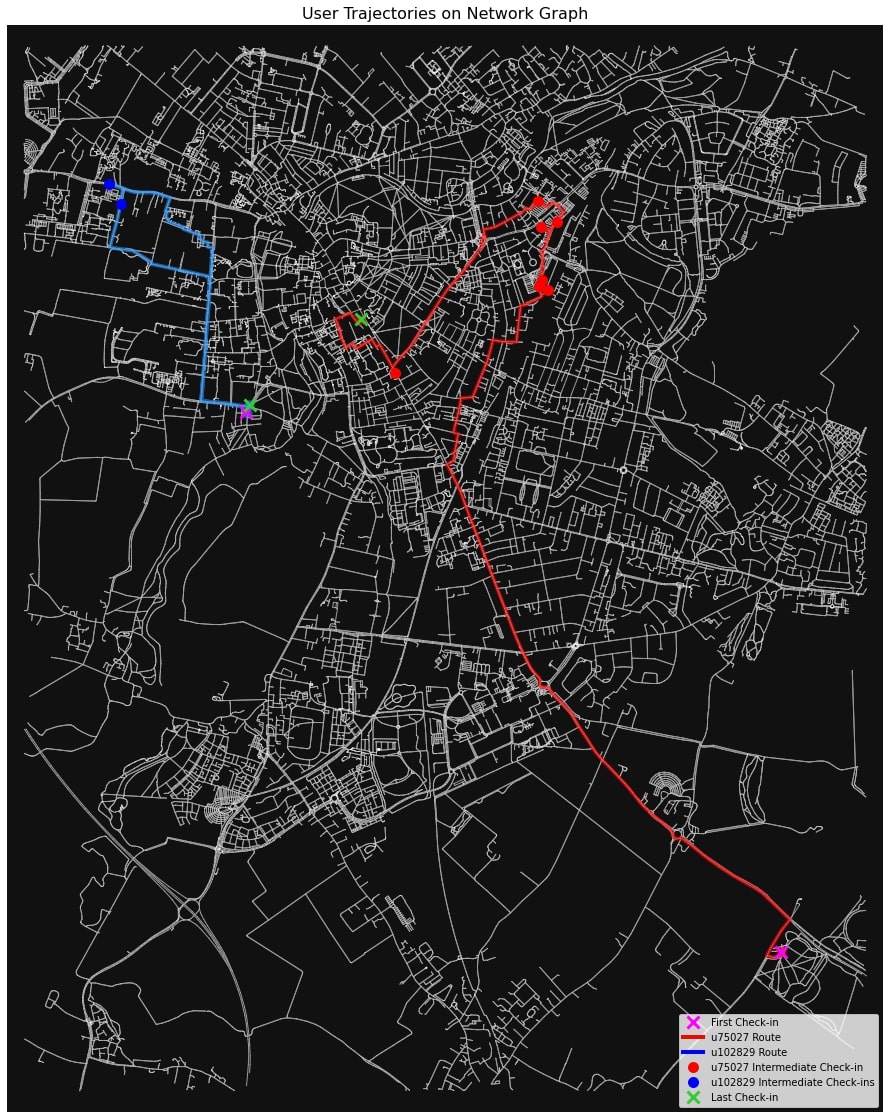 User Trajectories on Network Graph
First Check-in
u75027 Route
u102829 Route
u75027 Intermediate Check-in
u102829 Intermediate Check-ins
Last Check-in